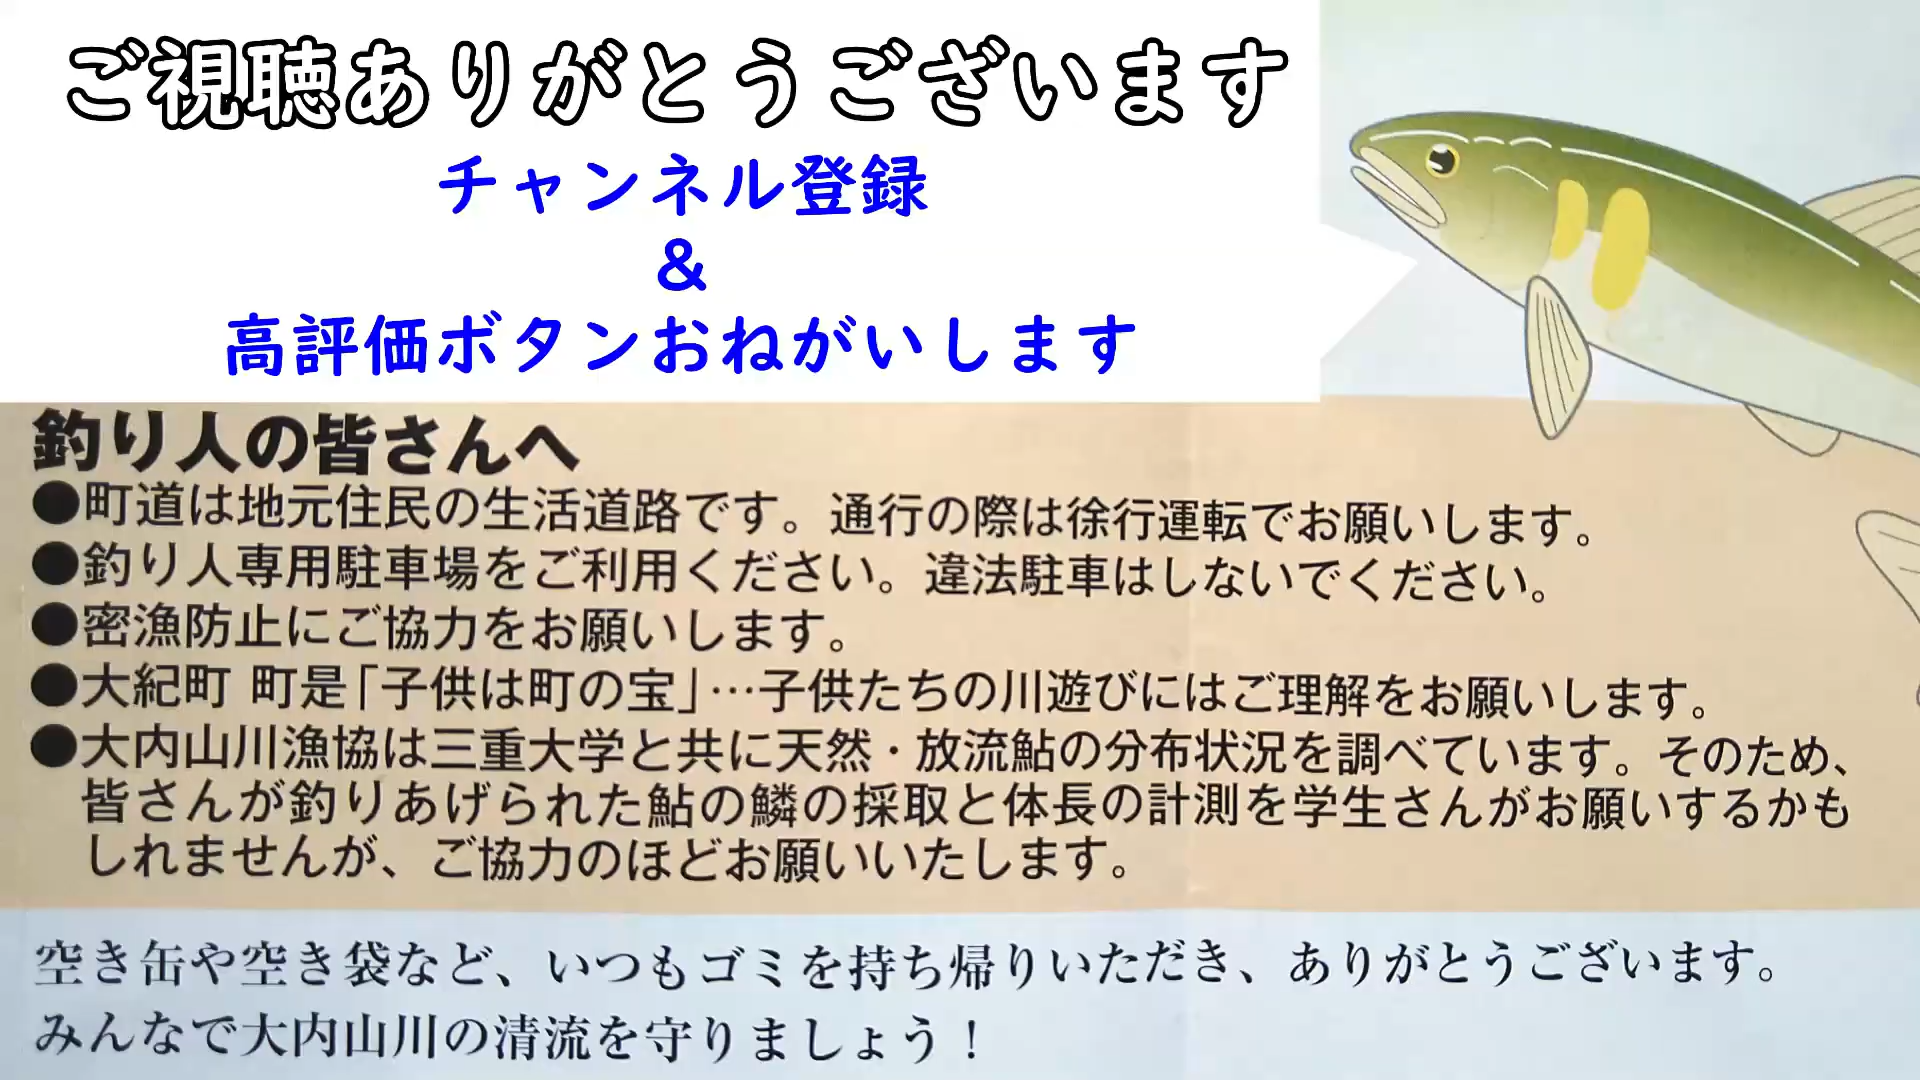 ご視聴ありがとうございます
チャンネル登録
&
高評価ボタンおねがいします
釣り人の皆さんへ
●町道は地元住民の生活道路です。通行の際は徐行運転でお願いします。
●釣り人専用駐車場をご利用ください。違法駐車はしないでください。
●密漁防止にご協力をお願いします。
●大紀町 町是「子供は町の宝」…子供たちの川遊びにはご理解をお願いします。
●大内山川漁協は三重大学と共に天然・放流鮎の分布状況を調べています。そのため、
皆さんが釣りあげられた鮎の鱗の採取と体長の計測を学生さんがお願いするかも
しれませんが、ご協力のほどお願いいたします。
空き缶や空き袋など、いつもゴミを持ち帰りいただき、ありがとうございます。
みんなで大内山川の清流を守りましょう！